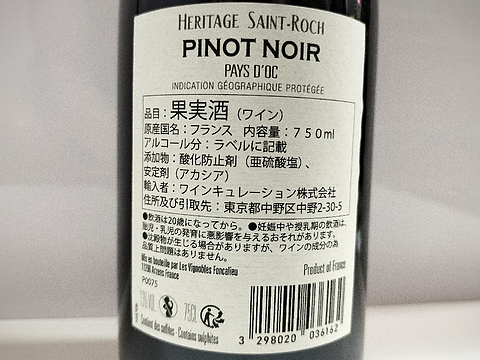 HERITAGE SAINT-ROCH
PINOT NOIR
PAYS D'OC
INDICATION GÉOGRAPHIQUE PROTÉGÉE
品目：果実酒（ワイン）
原産国名：フランス　内容量：７５０ml
アルコール分：ラベルに記載
添加物：酸化防止剤（亜硫酸塩）、
安定剤（アカシア）
輸入者：ワインキュレーション株式会社
住所及び引取先：東京都中野区中野2-30-5
●飲酒は20歳になってから。●妊娠中や授乳期の飲酒は、
胎児・乳児の発育に悪影響を与えるおそれがあります。
●沈殿物が生じる場合がありますが、ワインの成分の為
品質上問題はありません。
Mis en bouteille par Les Vignobles Foncalieu
11290 Arzens France
Product of France
P0075
75CL
Contient des sulfites - Contains sulphites
3 298020 036162